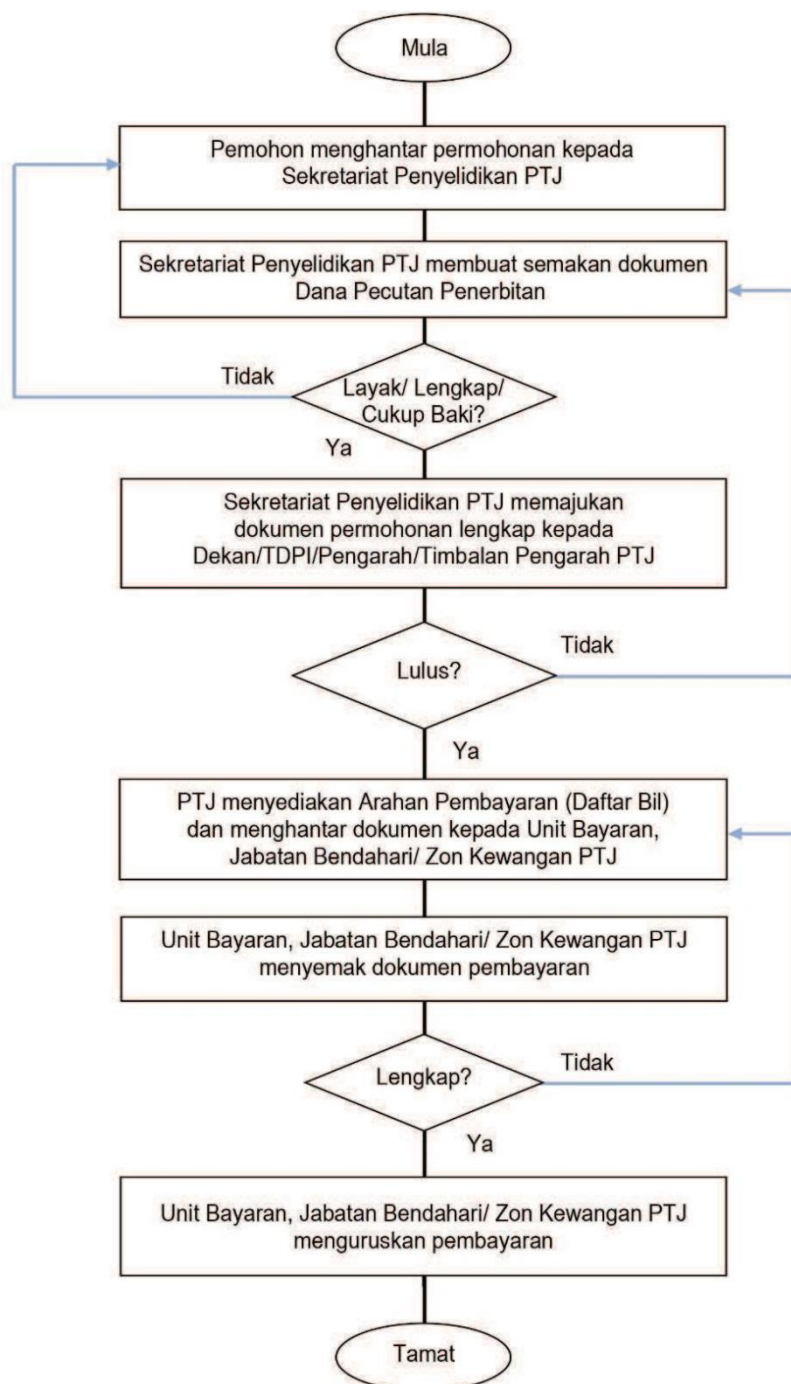 Mula
Pemohon menghantar permohonan kepada
Sekretariat Penyelidikan PTJ
Sekretariat Penyelidikan PTJ membuat semakan dokumen
Dana Pecutan Penerbitan
Tidak
Layak/ Lengkap/
Cukup Baki?
Ya
Sekretariat Penyelidikan PTJ memajukan
dokumen permohonan lengkap kepada
Dekan/TDPI/Pengarah/Timbalan Pengarah PTJ
Tidak
Lulus?
Ya
PTJ menyediakan Arahan Pembayaran (Daftar Bil)
dan menghantar dokumen kepada Unit Bayaran,
Jabatan Bendahari/ Zon Kewangan PTJ
Unit Bayaran, Jabatan Bendahari/ Zon Kewangan PTJ
menyemak dokumen pembayaran
Tidak
Lengkap?
Ya
Unit Bayaran, Jabatan Bendahari/ Zon Kewangan PTJ
menguruskan pembayaran
Tamat